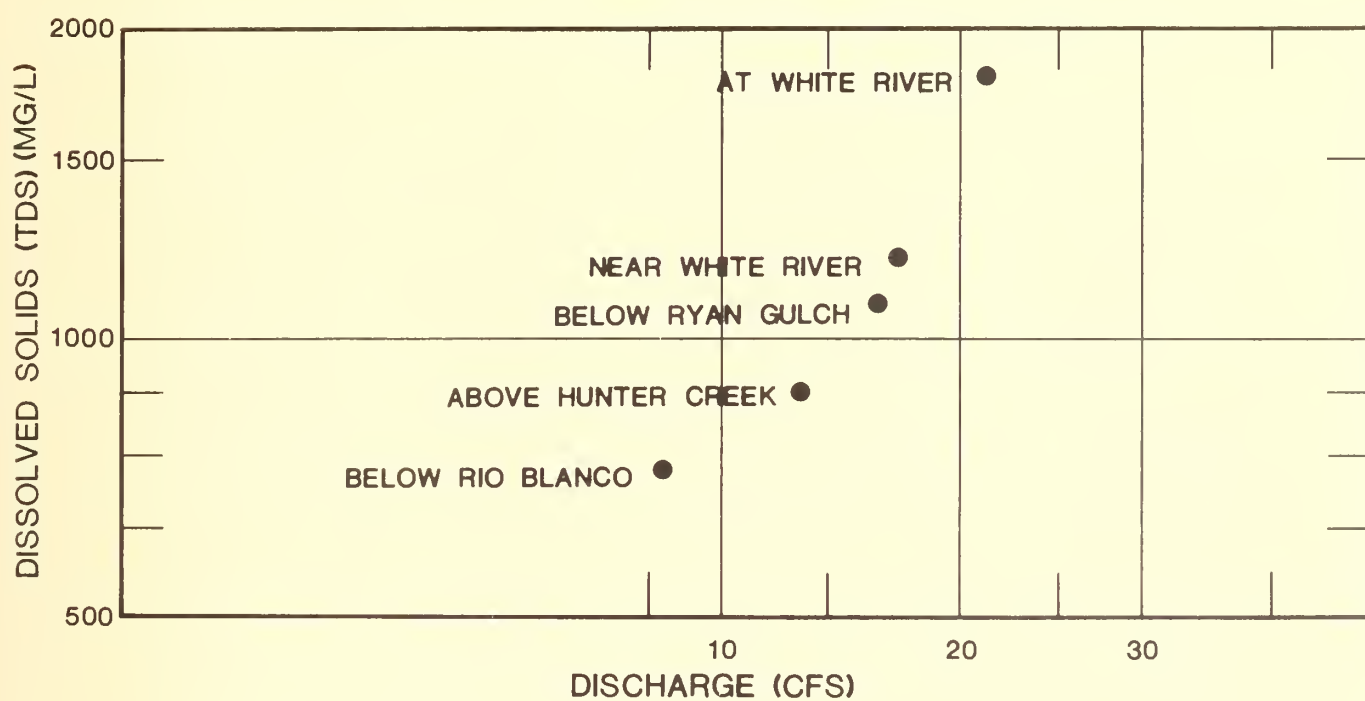 2000
AT WHITE RIVER
1500
NEAR WHITE RIVER
BELOW RYAN GULCH
1000
ABOVE HUNTER CREEK
BELOW RIO BLANCO
500
DISSOLVED SOLIDS (TDS) (MG/L)
10 20 30
DISCHARGE (CFS)